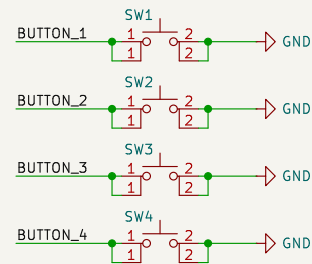 SW1
BUTTON_1 1 2 GND
1 2
SW2
BUTTON_2 1 2 GND
1 2
SW3
BUTTON_3 1 2 GND
1 2
SW4
BUTTON_4 1 2 GND
1 2